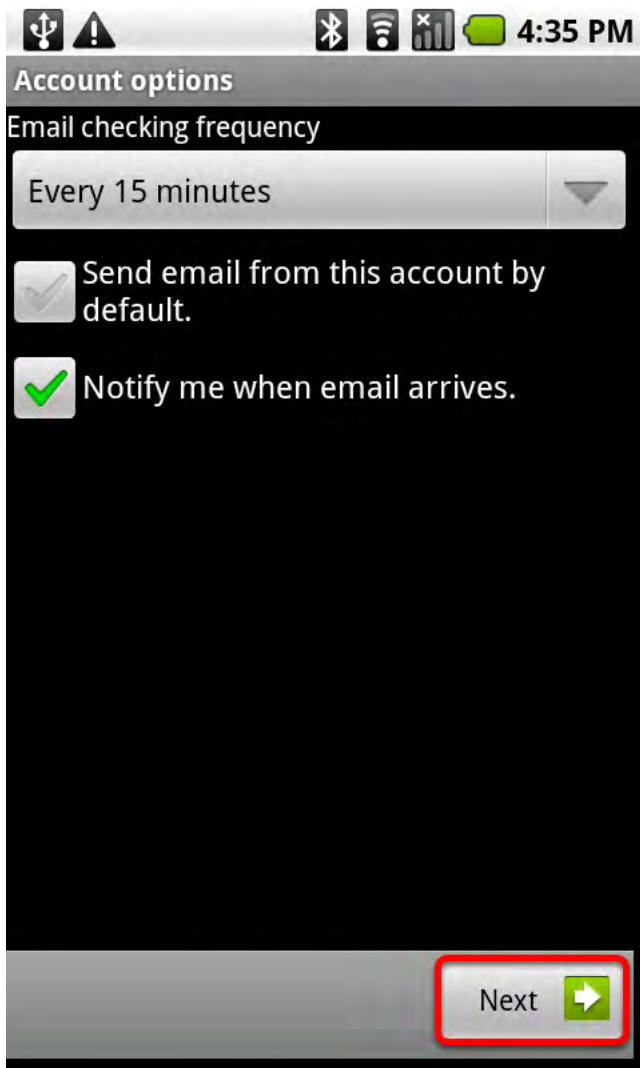 4:35 PM
Account options
Email checking frequency
Every 15 minutes
Send email from this account by
default.
Notify me when email arrives.
Next